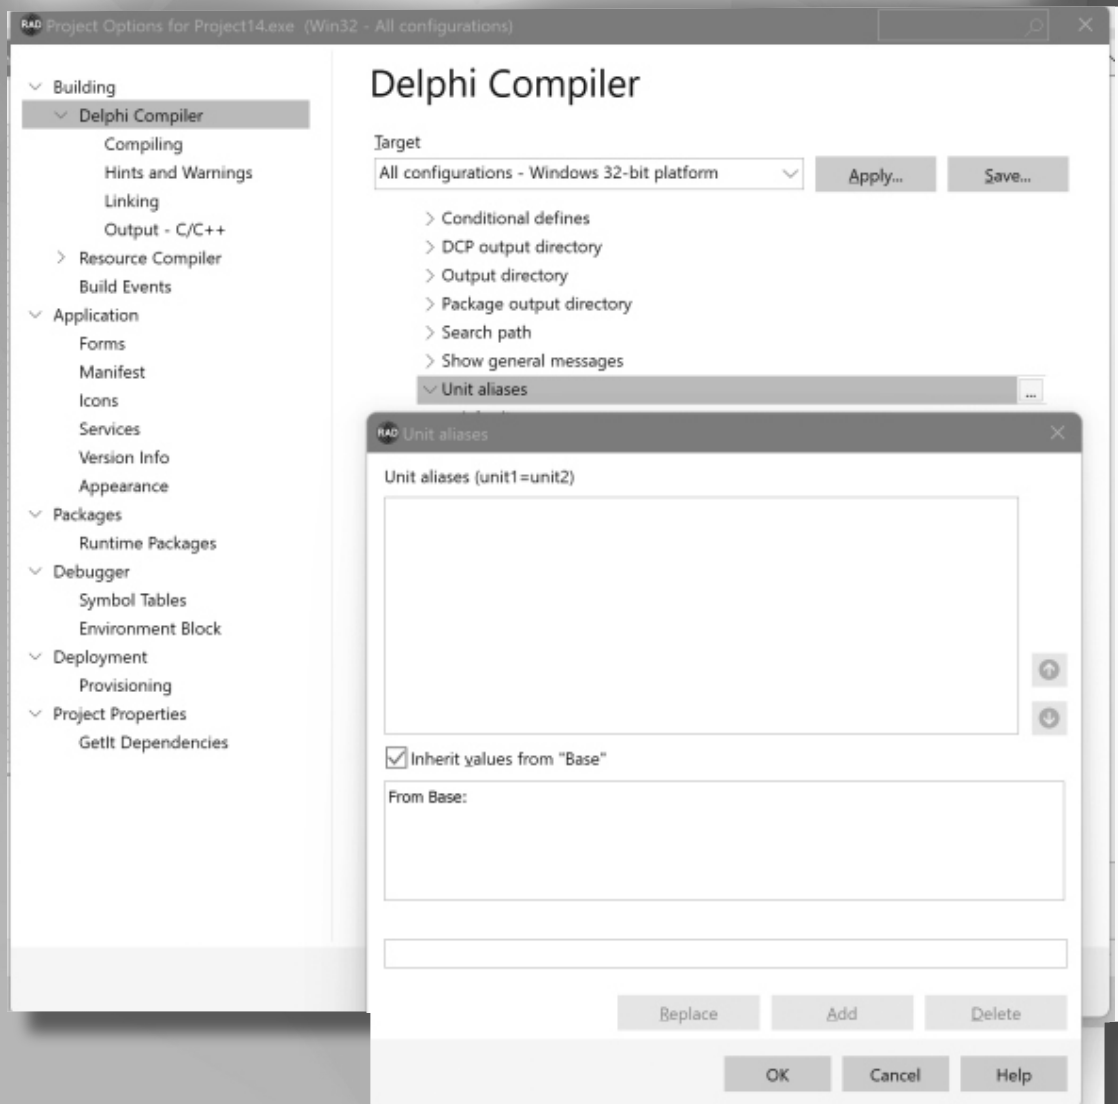 RAD Project Options for Project14.exe (Win32 - All configurations)
Building
Delphi Compiler
Compiling
Hints and Warnings
Linking
Output - C/C++
Resource Compiler
Build Events
Application
Forms
Manifest
Icons
Services
Version Info
Appearance
Packages
Runtime Packages
Debugger
Symbol Tables
Environment Block
Deployment
Provisioning
Project Properties
GetIt Dependencies
Delphi Compiler
Target
All configurations - Windows 32-bit platform
Apply...
Save...
Conditional defines
DCP output directory
Output directory
Package output directory
Search path
Show general messages
Unit aliases
...
RAD Unit aliases
Unit aliases (unit1=unit2)
Inherit values from "Base"
From Base:
Replace
Add
Delete
OK
Cancel
Help